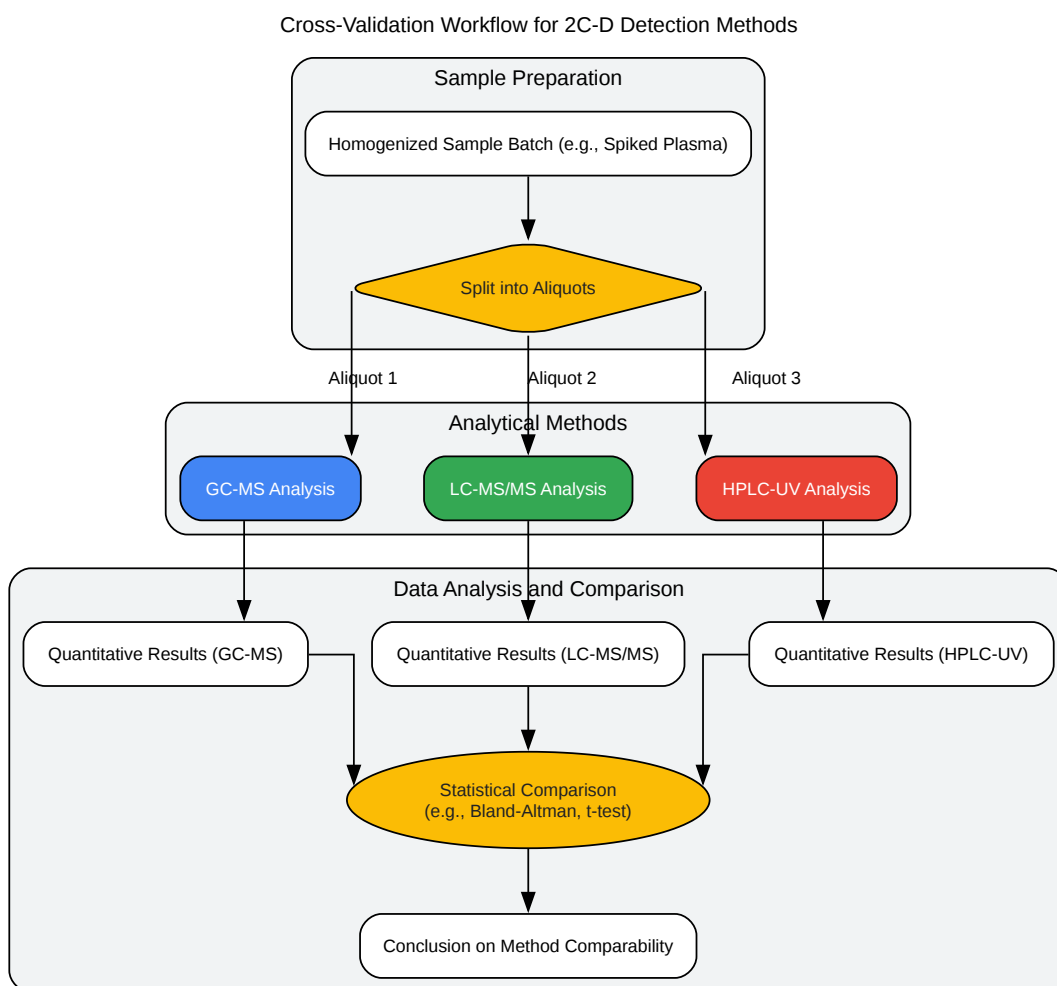 Cross-Validation Workflow for 2C-D Detection Methods
Sample Preparation
Homogenized Sample Batch (e.g., Spiked Plasma)
Split into Aliquots
Aliquot 1
Aliquot 2
Aliquot 3
Analytical Methods
GC-MS Analysis
LC-MS/MS Analysis
HPLC-UV Analysis
Data Analysis and Comparison
Quantitative Results (GC-MS)
Quantitative Results (LC-MS/MS)
Quantitative Results (HPLC-UV)
Statistical Comparison
(e.g., Bland-Altman, t-test)
Conclusion on Method Comparability